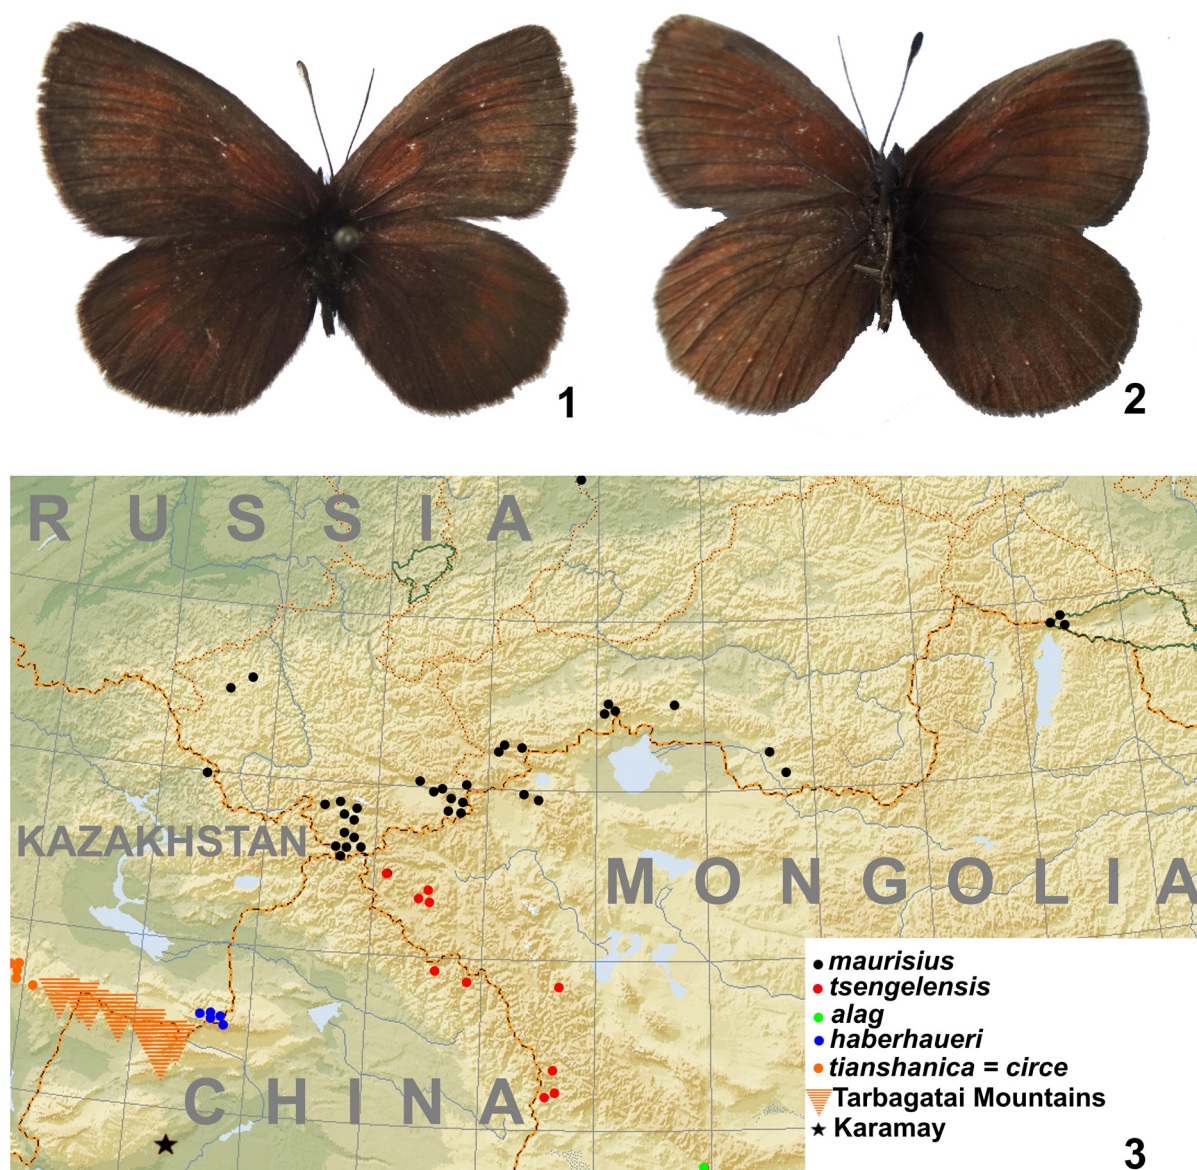 1
2
RUSSIA
KAZAKHSTAN
MONGOLIA
CHINA
maurisius
tsengelensis
alag
haberhaueri
tianshanica = circe
Tarbagatai Mountains
Karamay
3